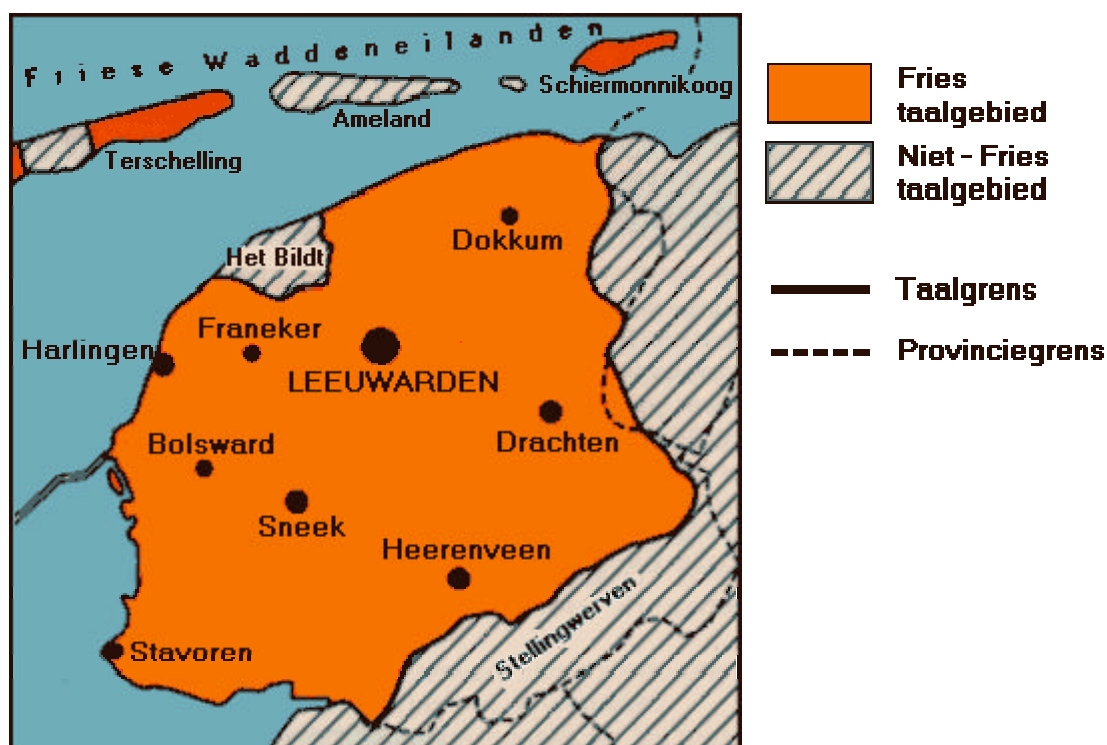 Friese Waddeneilanden
Schiermonnikoog
Ameland
Terschelling
Dokkum
Het Bildt
Franeker
Harlingen
LEEUWARDEN
Bolsward
Drachten
Sneek
Heerenveen
Stellingwerven
Stavoren
Fries
taalgebied
Niet - Fries
taalgebied
Taalgrens
Provinciegrens